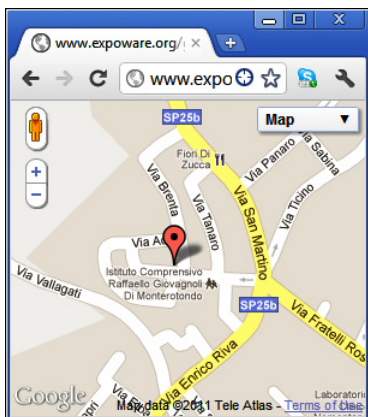 www.expoware.org/
www.expo
SP25b
Map
Fiori Di
Zucca
Via Panaro
Via Sabina
Via Brenta
Via Tanaro
Via San Martino
Via Ticino
Via
Istituto Comprensivo
Raffaello Giovagnoli
Di Monterotondo
Via Vallagati
SP25b
Via Fratelli Ros
Via Enrico Riva
Google
Map data ©2011 Tele Atlas - Terms of Use
Laboratorio